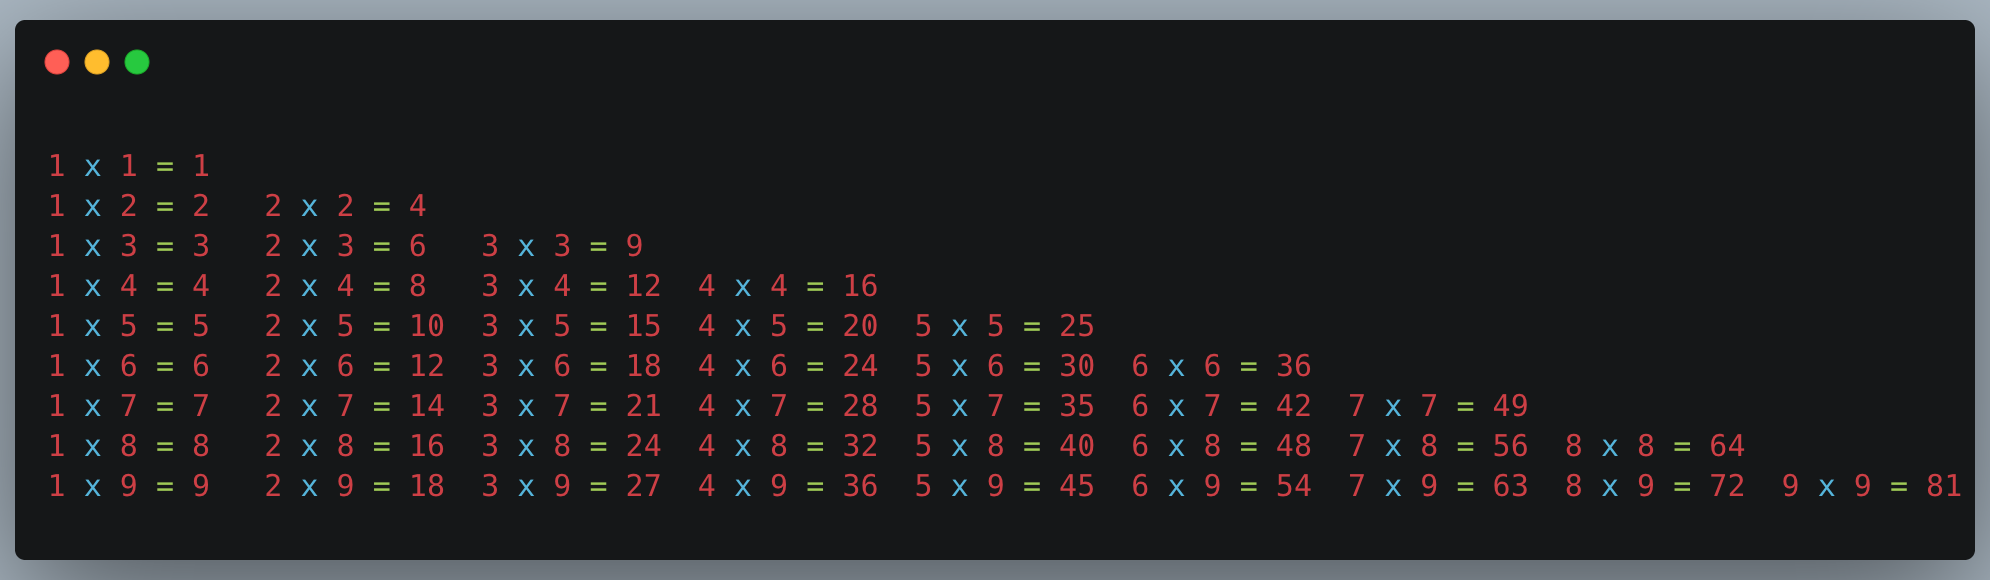 1 x 1 = 1
1 x 2 = 2   2 x 2 = 4
1 x 3 = 3   2 x 3 = 6   3 x 3 = 9
1 x 4 = 4   2 x 4 = 8   3 x 4 = 12  4 x 4 = 16
1 x 5 = 5   2 x 5 = 10  3 x 5 = 15  4 x 5 = 20  5 x 5 = 25
1 x 6 = 6   2 x 6 = 12  3 x 6 = 18  4 x 6 = 24  5 x 6 = 30  6 x 6 = 36
1 x 7 = 7   2 x 7 = 14  3 x 7 = 21  4 x 7 = 28  5 x 7 = 35  6 x 7 = 42  7 x 7 = 49
1 x 8 = 8   2 x 8 = 16  3 x 8 = 24  4 x 8 = 32  5 x 8 = 40  6 x 8 = 48  7 x 8 = 56  8 x 8 = 64
1 x 9 = 9   2 x 9 = 18  3 x 9 = 27  4 x 9 = 36  5 x 9 = 45  6 x 9 = 54  7 x 9 = 63  8 x 9 = 72  9 x 9 = 81